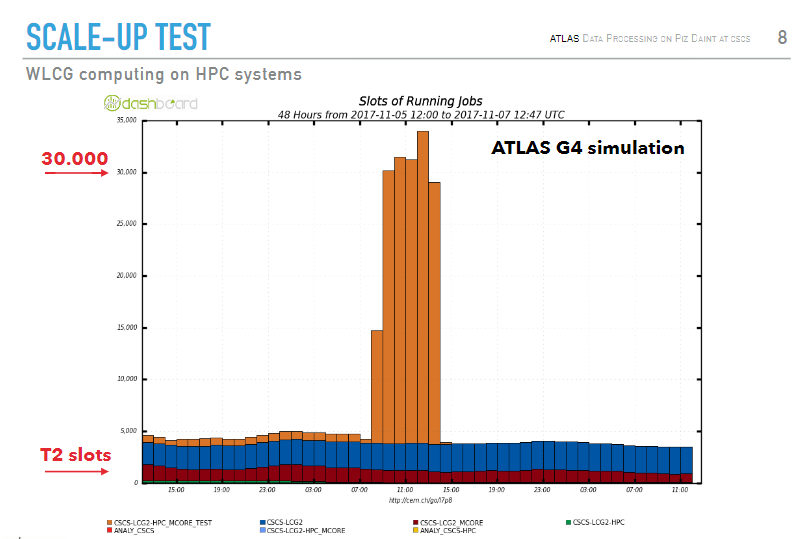 SCALE-UP TEST
ATLAS DATA PROCESSING ON PIZ DAINT AT CSCS 8
WLCG computing on HPC systems
dashboard
Slots of Running Jobs
48 Hours from 2017-11-05 12:00 to 2017-11-07 12:47 UTC
ATLAS G4 simulation
30.000
T2 slots
35,000
30,000
25,000
20,000
15,000
10,000
5,000
0
15:00 19:00 23:00 03:00 07:00 11:00 15:00 19:00 23:00 03:00 07:00 11:00
http://cern.ch/go/l7p8
CSCS-LCG2-HPC_MCORE_TEST CSCS-LCG2 CSCS-LCG2_MCORE CSCS-LCG2-HPC
ANALY_CSCS CSCS-LCG2-HPC_MCORE ANALY_CSCS-HPC